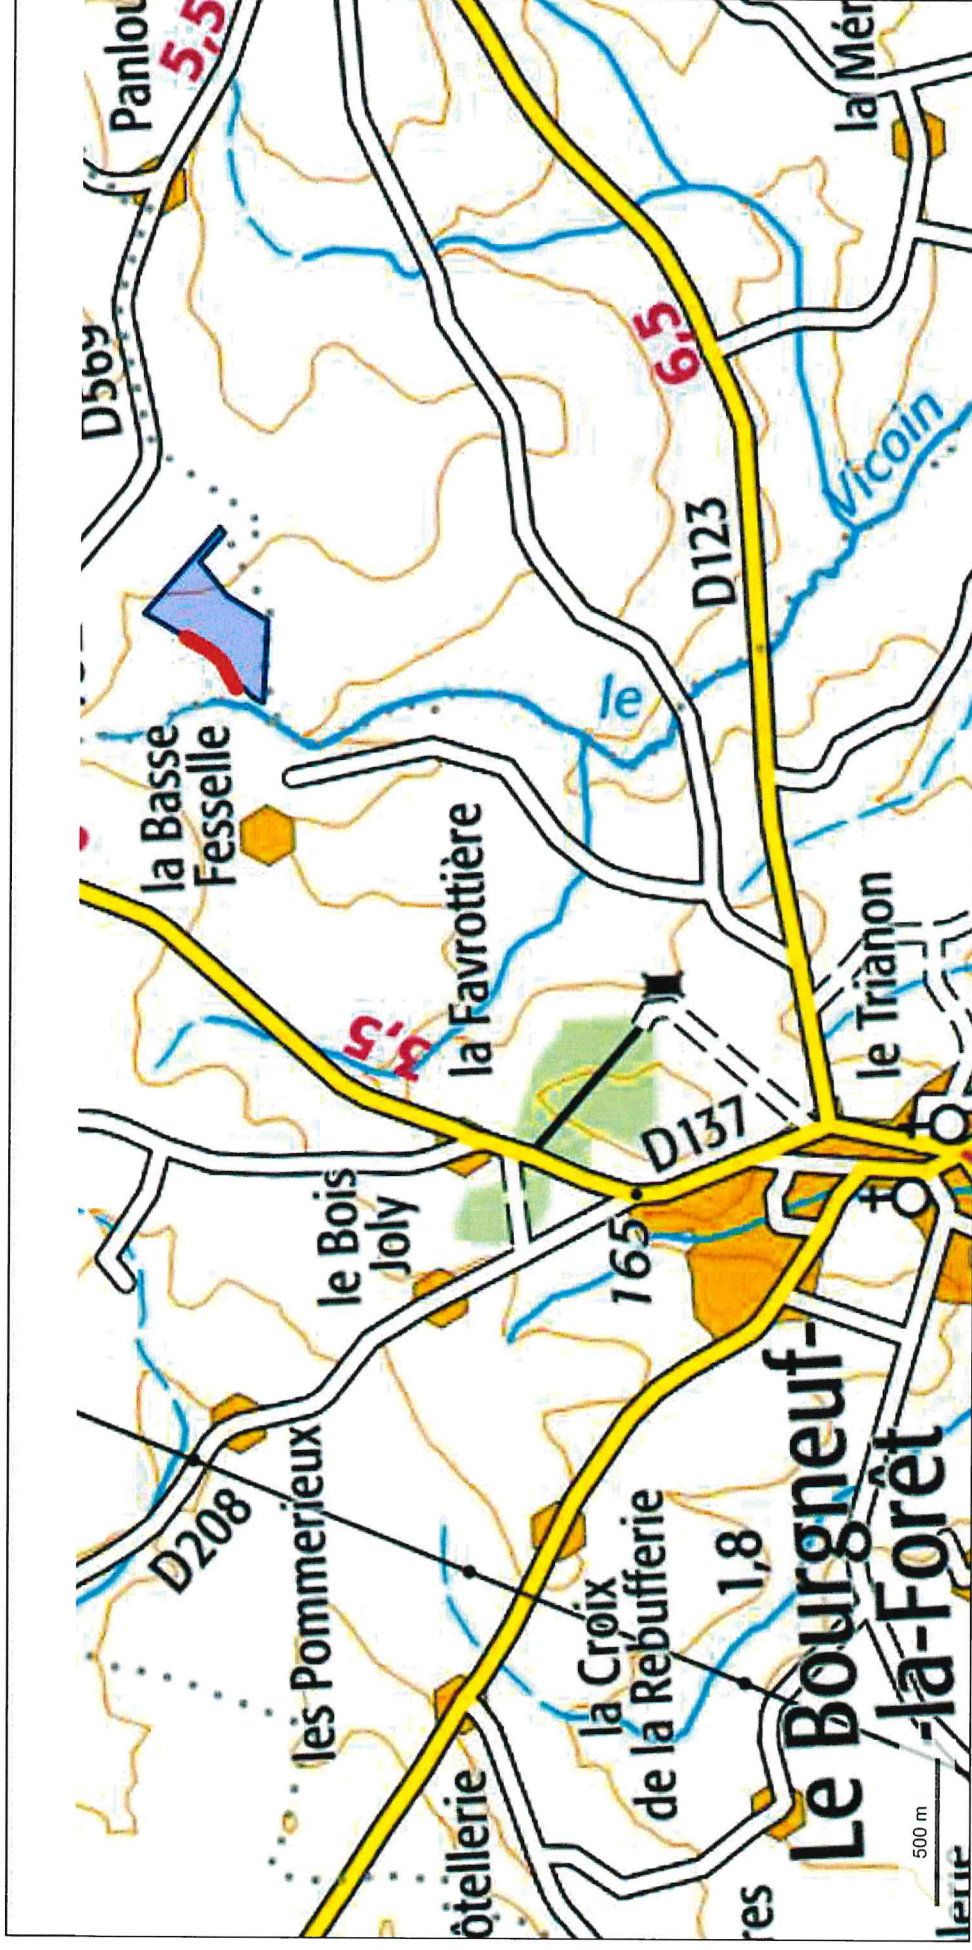 Panlou
5,5
D569
la Mén
6,5
Vicoin
D123
le
la Basse
Fesselle
la Favrottière
3,5
le Trianon
D137
le Bois
Joly
165
D208
les Pommerieux
la Croix
de la Rebufferie
1,8
Le Bourgneuf-
-la-Forêt
ôtellerie
res
lerie
500 m